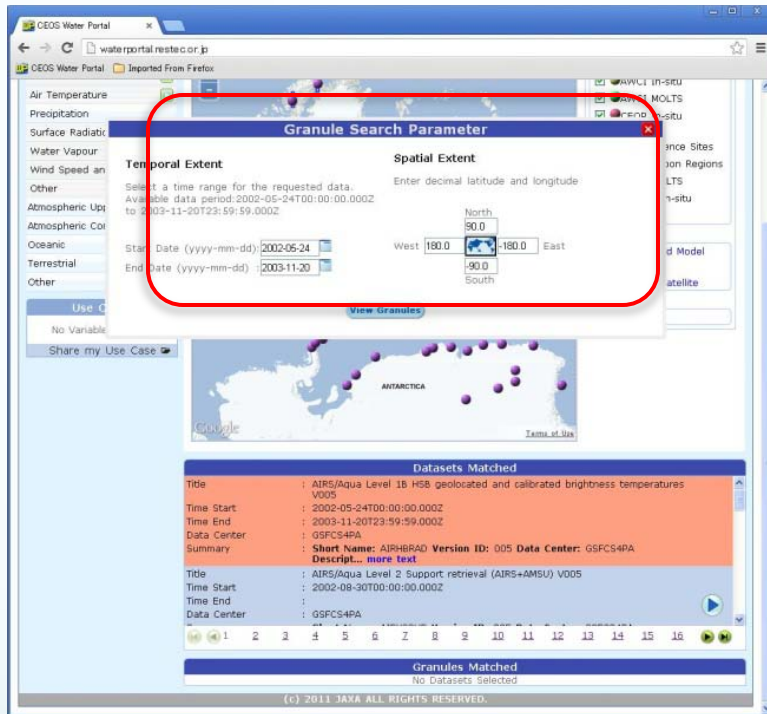 CEOS Water Portal
waterportal.restec.or.jp
CEOS Water Portal Imported From Firefox
Air Temperature
Precipitation
Surface Radiatic
Water Vapour
Wind Speed an
Other
Atmospheric Upp
Atmospheric Co
Oceanic
Terrestrial
Other
Use C
No Variable
Share my Use Case
AWCI In-situ
AWCI MOLTS
CEOP In-situ
ence Sites
on Regions
LTS
n-situ
d Model
atellite
Granule Search Parameter
Temporal Extent
Select a time range for the requested data.
Available data period:2002-05-24T00:00:00.000Z
to 2003-11-20T23:59:59.000Z
Start Date (yyyy-mm-dd): 2002-05-24
End Date (yyyy-mm-dd) : 2003-11-20
Spatial Extent
Enter decimal latitude and longitude
North
90.0
West 180.0 -180.0 East
-90.0
South
View Granules
ANTARCTICA
Google
Terms of Use
Datasets Matched
Title : AIRS/Aqua Level 1B HSB geolocated and calibrated brightness temperatures
V005
Time Start : 2002-05-24T00:00:00.000Z
Time End : 2003-11-20T23:59:59.000Z
Data Center : GSFCS4PA
Summary : Short Name: AIRHBRAD Version ID: 005 Data Center: GSFCS4PA
Descript... more text
Title : AIRS/Aqua Level 2 Support retrieval (AIRS+AMSU) V005
Time Start : 2002-08-30T00:00:00.000Z
Time End :
Data Center : GSFCS4PA
1 2 3 4 5 6 7 8 9 10 11 12 13 14 15 16
Granules Matched
No Datasets Selected
(c) 2011 JAXA ALL RIGHTS RESERVED.